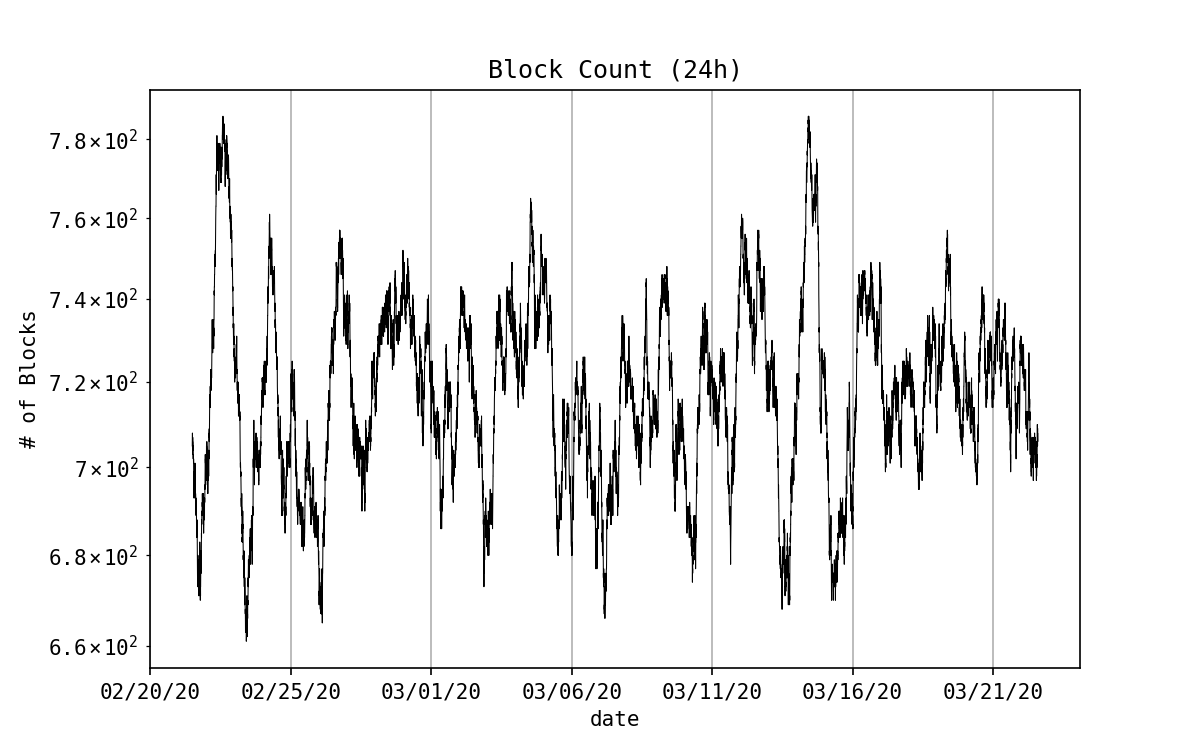 Block Count (24h)
# of Blocks
7.8×10²
7.6×10²
7.4×10²
7.2×10²
7×10²
6.8×10²
6.6×10²
02/20/20 02/25/20 03/01/20 03/06/20 03/11/20 03/16/20 03/21/20
date